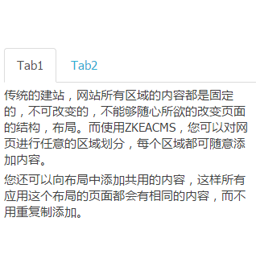 Tab1 Tab2
传统的建站，网站所有区域的内容都是固定
的，不可改变的，不能够随心所欲的改变页面
的结构，布局。而使用ZKEACMS，您可以对网
页进行任意的区域划分，每个区域都可随意添
加内容。
您还可以向布局中添加共用的内容，这样所有
应用这个布局的页面都会有相同的内容，而不
用重复制添加。